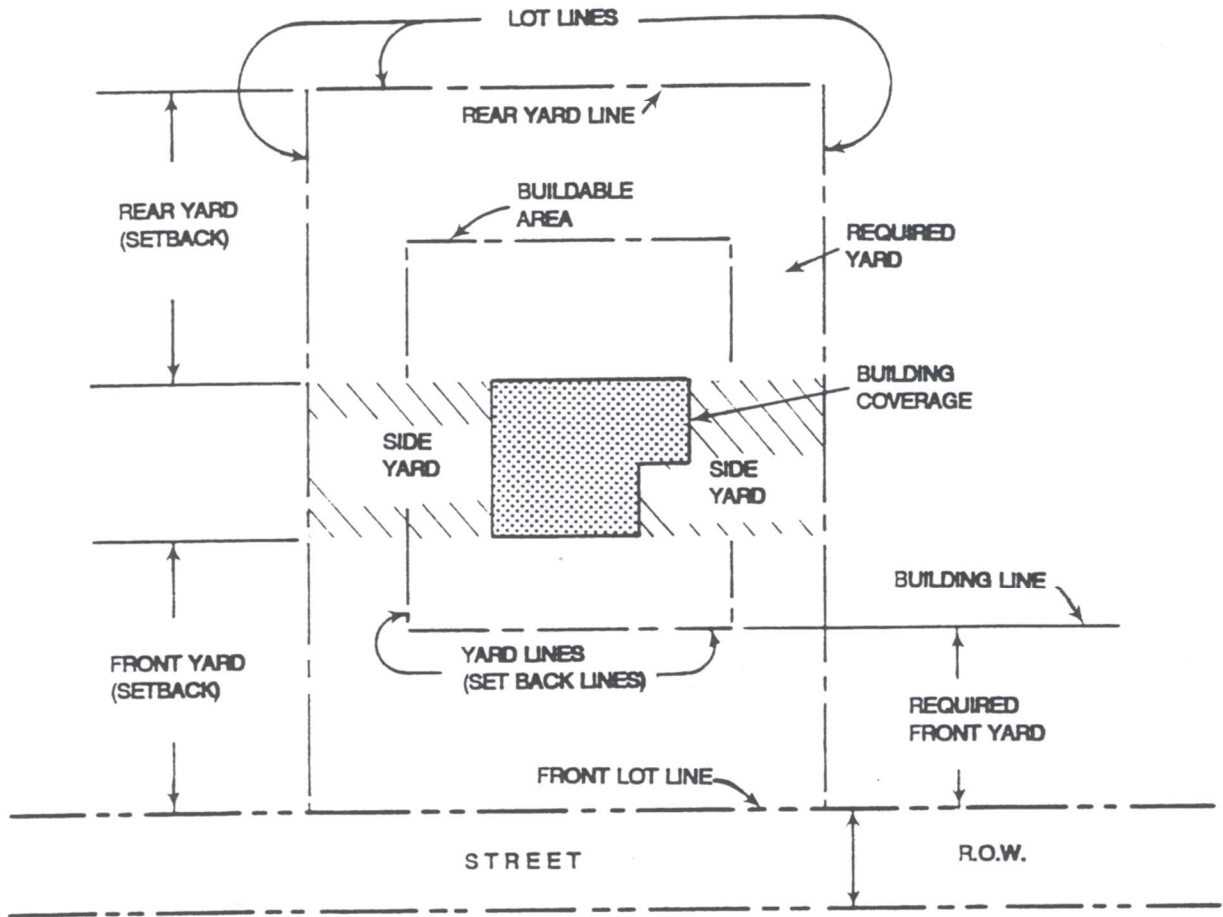 LOT LINES
REAR YARD LINE
BUILDABLE
AREA
REAR YARD
(SETBACK)
REQUIRED
YARD
BUILDING
COVERAGE
SIDE
YARD
SIDE
YARD
BUILDING LINE
FRONT YARD
(SETBACK)
YARD LINES
(SET BACK LINES)
REQUIRED
FRONT YARD
FRONT LOT LINE
STREET
R.O.W.